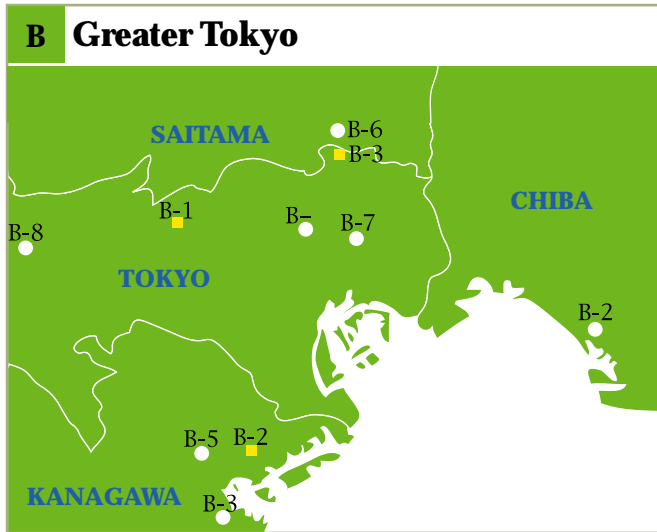 B Greater Tokyo
B-6
SAITAMA
B-3
CHIBA
B-1
B–
B-7
B-8
TOKYO
B-2
B-5
B-2
KANAGAWA
B-3